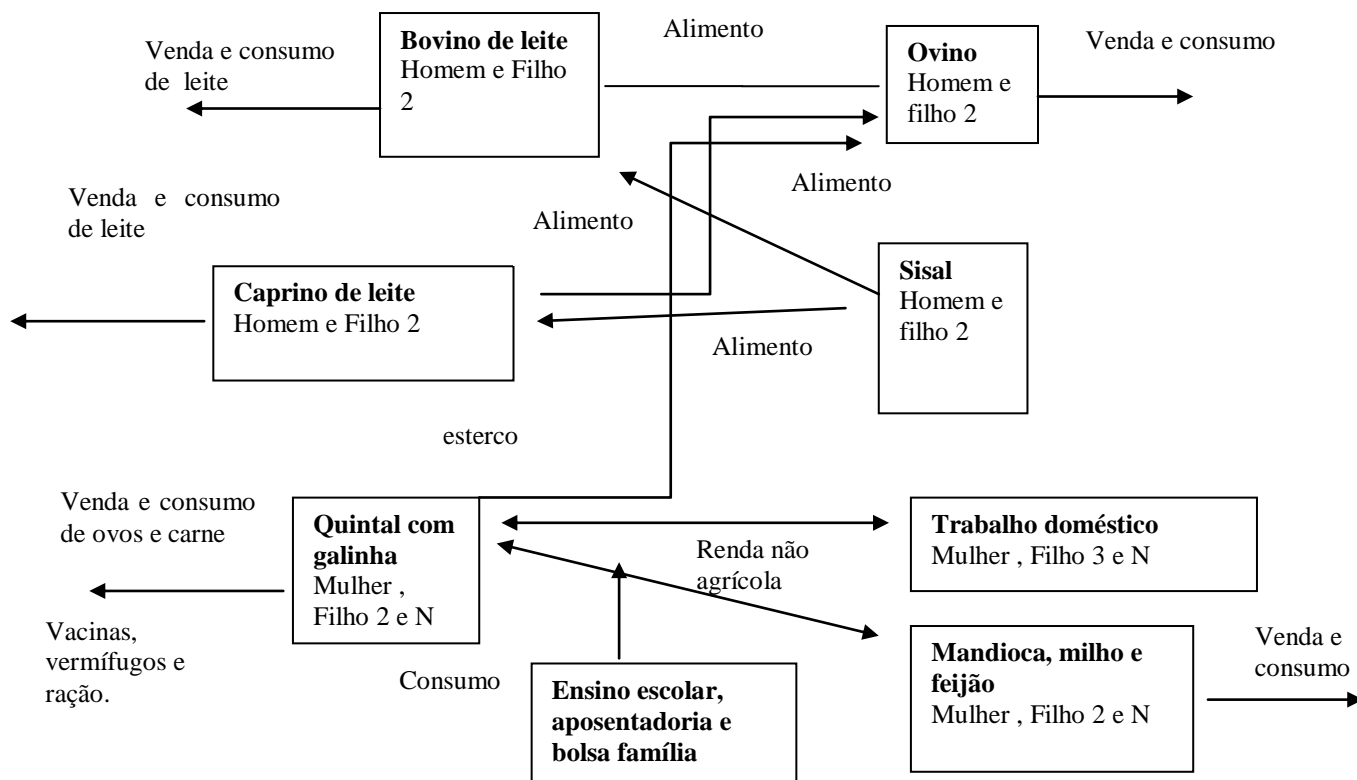 Venda e consumo
de leite
Bovino de leite
Homem e Filho
2
Alimento
Ovino
Homem e
filho 2
Venda e consumo
Venda e consumo
de leite
Alimento
Alimento
Caprino de leite
Homem e Filho 2
Sisal
Homem e
filho 2
Alimento
esterco
Venda e consumo
de ovos e carne
Quintal com
galinha
Mulher ,
Filho 2 e N
Renda não
agrícola
Trabalho doméstico
Mulher , Filho 3 e N
Vacinas,
vermífugos e
ração.
Consumo
Ensino escolar,
aposentadoria e
bolsa família
Mandioca, milho e
feijão
Mulher , Filho 2 e N
Venda e
consumo